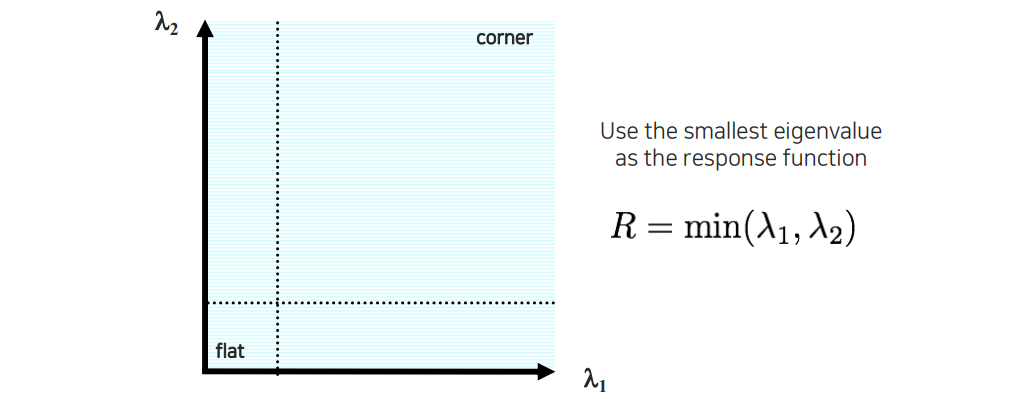 λ₂
corner
Use the smallest eigenvalue
as the response function
R = min(λ₁, λ₂)
flat
λ₁